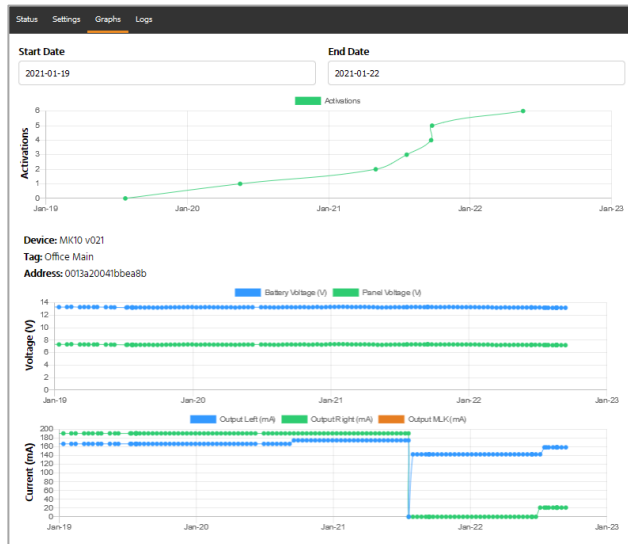 Status Settings Graphs Logs
Start Date End Date
2021-01-19 2021-01-22
Activations
6
5
4
3
2
1
0
Activations
Jan-19 Jan-20 Jan-21 Jan-22 Jan-23
Device: MK10 v021
Tag: Office Main
Address: 0013a20041bbea8b
Battery Voltage (V) Panel Voltage (V)
14
12
10
8
6
4
2
0
Voltage (V)
Jan-19 Jan-20 Jan-21 Jan-22 Jan-23
Output Left (mA) Output Right (mA) Output MLK (mA)
200
180
160
140
120
100
80
60
40
20
0
Current (mA)
Jan-19 Jan-20 Jan-21 Jan-22 Jan-23